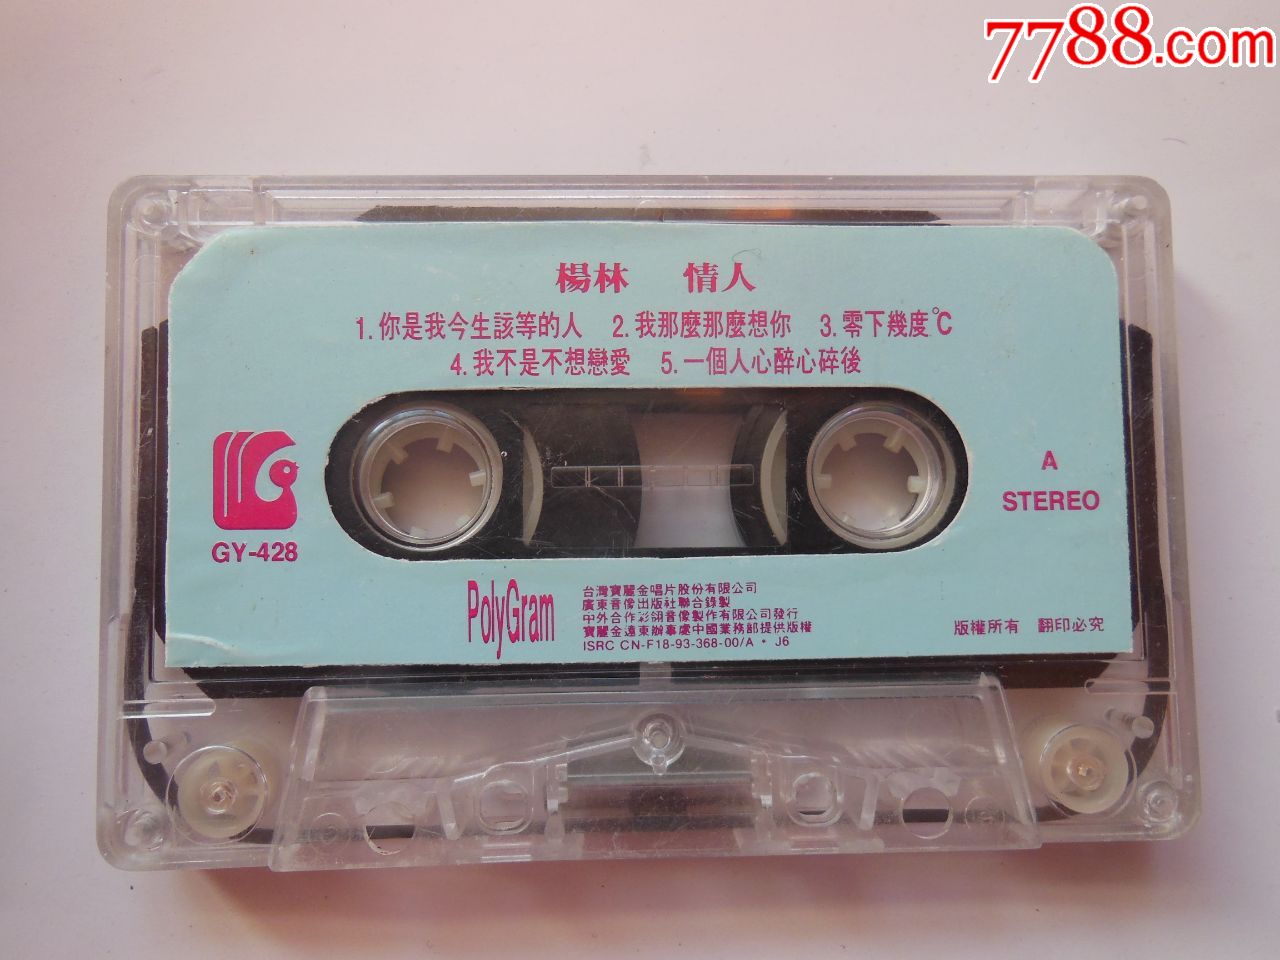 7788.com
楊林 情人
1.你是我今生該等的人 2.我那麼那麼想你 3.零下幾度℃
4.我不是不想戀愛 5.一個人心醉心碎後
A
STEREO
GY-428
PolyGram
台灣寶麗金唱片股份有限公司
廣東音像出版社聯合錄製
中外合作彩翎音像製作有限公司發行
寶麗金遠東辦事處中國業務部提供版權
ISRC CN-F18-93-368-00/A·J6
版權所有 翻印必究